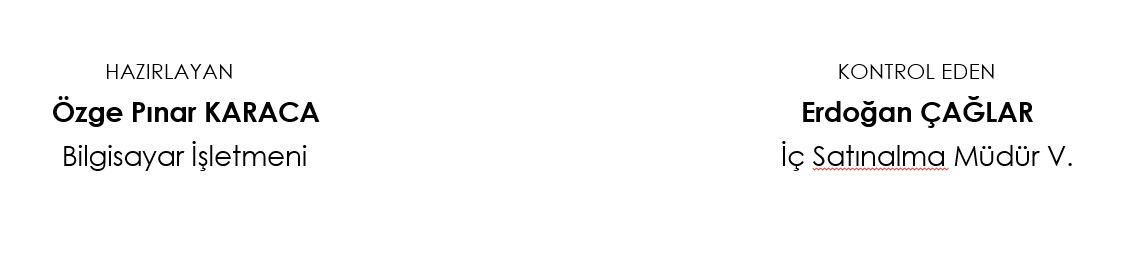 HAZIRLAYAN
Özge Pınar KARACA
Bilgisayar İşletmeni
KONTROL EDEN
Erdoğan ÇAĞLAR
İç Satınalma Müdür V.